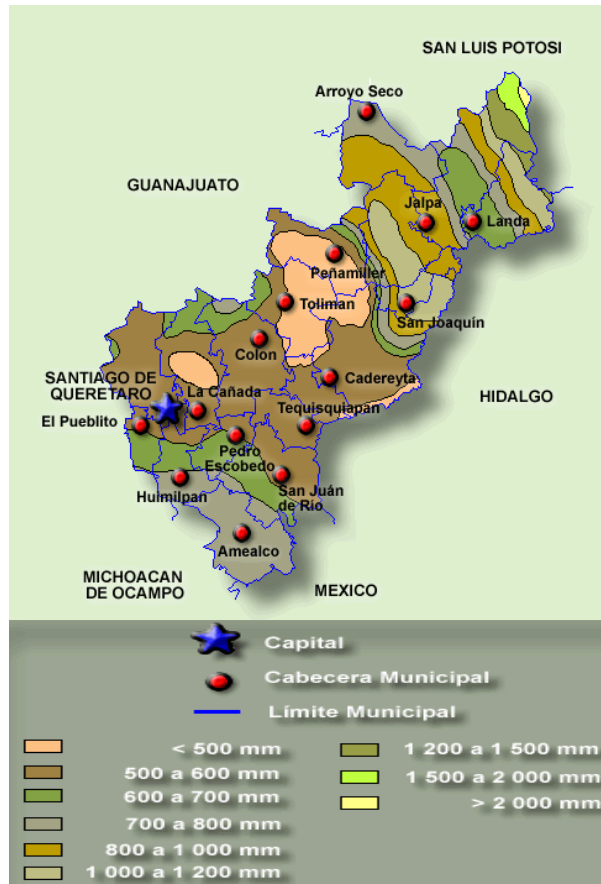 SAN LUIS POTOSI
Arroyo Seco
GUANAJUATO
Jalpa
Landa
Peñamiller
Toliman
San Joaquín
Colon
SANTIAGO DE
QUERETARO
La Cañada
Cadereyta
HIDALGO
El Pueblito
Tequisquiapan
Pedro
Escobedo
Huimilpan
San Juán
de Rio
Amealco
MICHOACAN
DE OCAMPO
MEXICO
Capital
Cabecera Municipal
Límite Municipal
< 500 mm
500 a 600 mm
600 a 700 mm
700 a 800 mm
800 a 1 000 mm
1 000 a 1 200 mm
1 200 a 1 500 mm
1 500 a 2 000 mm
> 2 000 mm